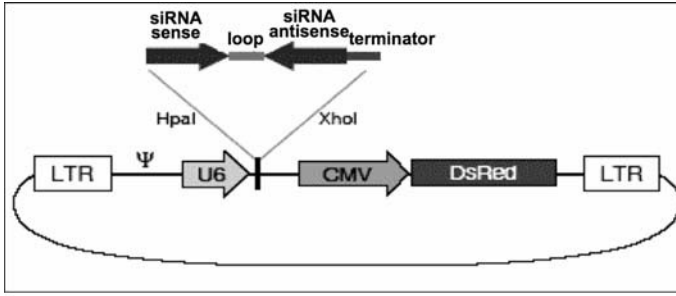 siRNA sense
loop
siRNA antisense
terminator
HpaI
XhoI
LTR
Ψ
U6
CMV
DsRed
LTR